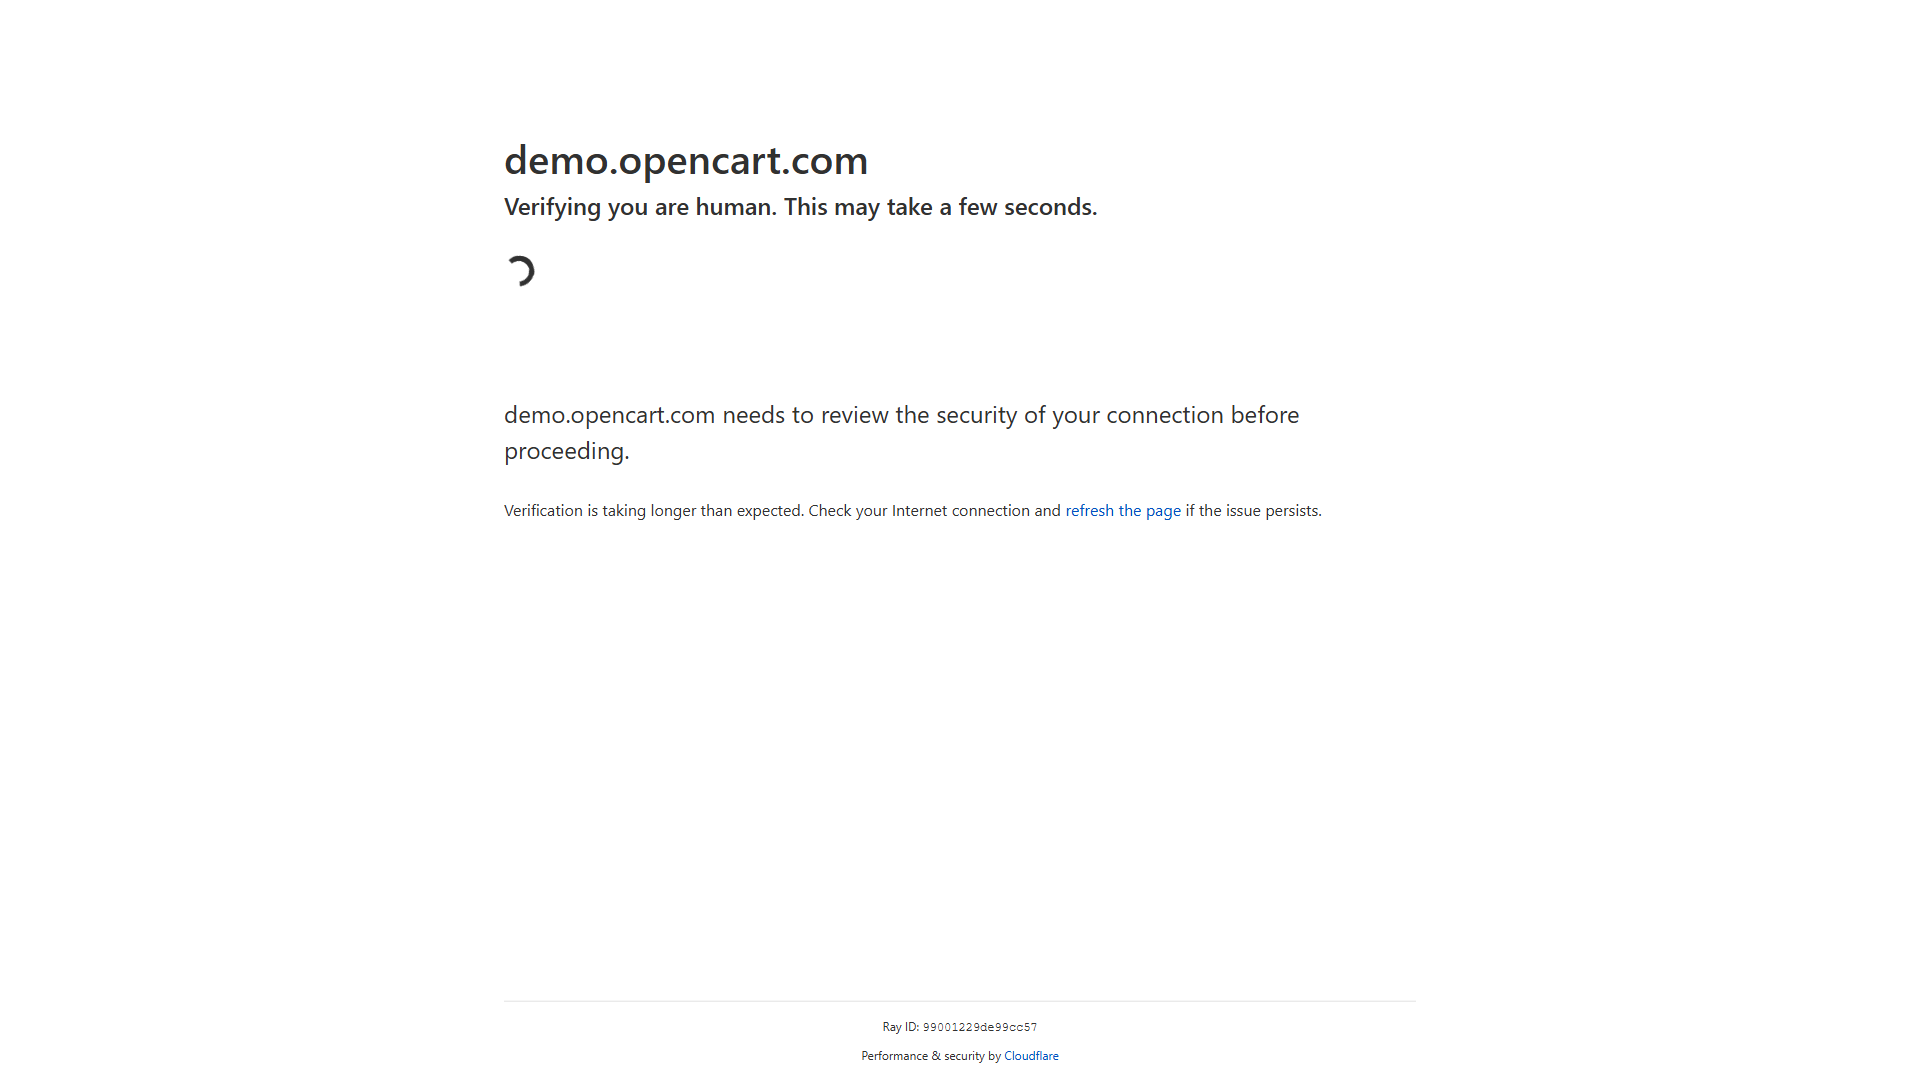 demo.opencart.com
Verifying you are human. This may take a few seconds.
demo.opencart.com needs to review the security of your connection before
proceeding.
Verification is taking longer than expected. Check your Internet connection and refresh the page if the issue persists.
Ray ID: 99001229de99cc57
Performance & security by Cloudflare